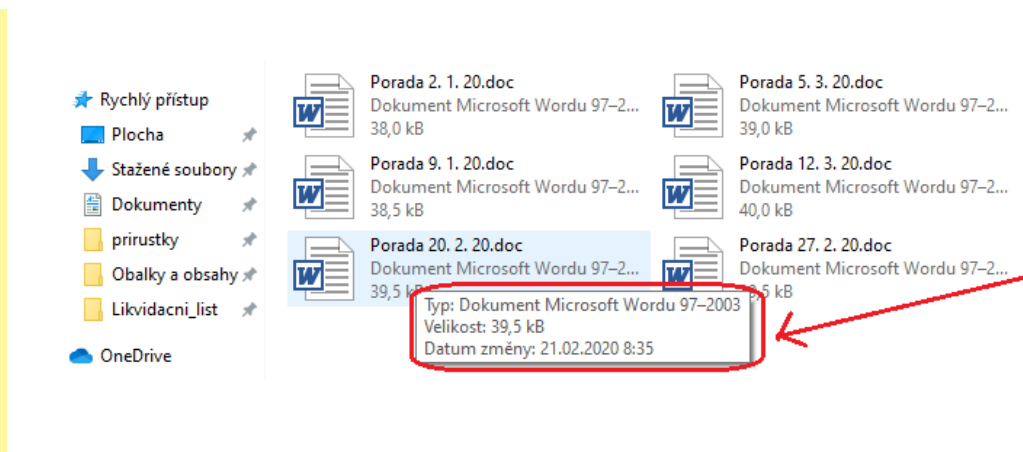 Rychlý přístup
Plocha
Stažené soubory
Dokumenty
prirustky
Obalky a obsahy
Likvidacni_list
OneDrive
Porada 2. 1. 20.doc
Dokument Microsoft Wordu 97–2...
38,0 kB
Porada 5. 3. 20.doc
Dokument Microsoft Wordu 97–2...
39,0 kB
Porada 9. 1. 20.doc
Dokument Microsoft Wordu 97–2...
38,5 kB
Porada 12. 3. 20.doc
Dokument Microsoft Wordu 97–2...
40,0 kB
Porada 20. 2. 20.doc
Dokument Microsoft Wordu 97–2...
39,5
Porada 27. 2. 20.doc
Dokument Microsoft Wordu 97–2...
kB
Typ: Dokument Microsoft Wordu 97–2003
Velikost: 39,5 kB
Datum změny: 21.02.2020 8:35